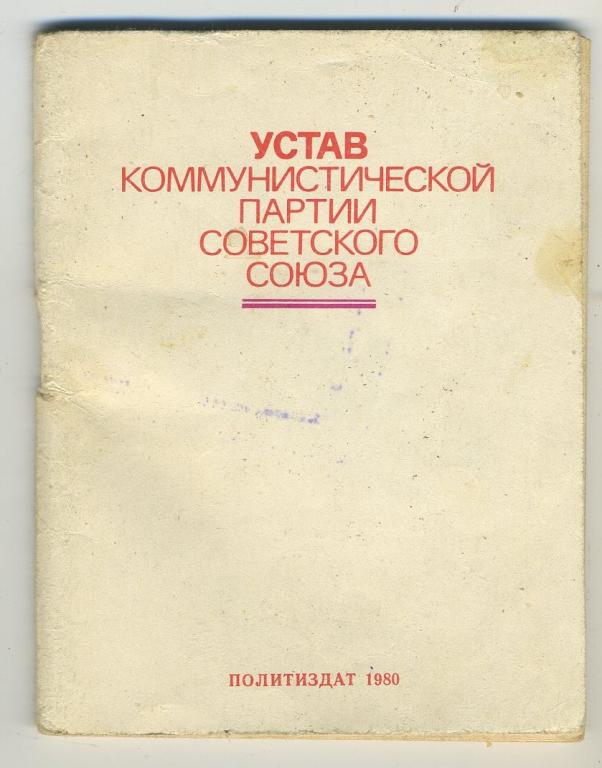 УСТАВ
КОММУНИСТИЧЕСКОЙ
ПАРТИИ
СОВЕТСКОГО
СОЮЗА
ПОЛИТИЗДАТ 1980